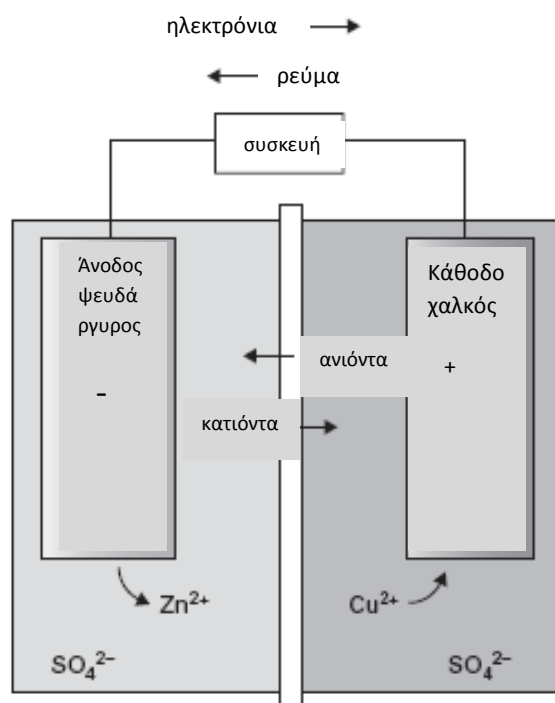 ηλεκτρόνια →
← ρεύμα
συσκευή
Άνοδος
ψευδά
ργυρος
-
Κάθοδο
χαλκός
+
ανιόντα
κατιόντα
Zn²⁺
Cu²⁺
SO₄²⁻
SO₄²⁻